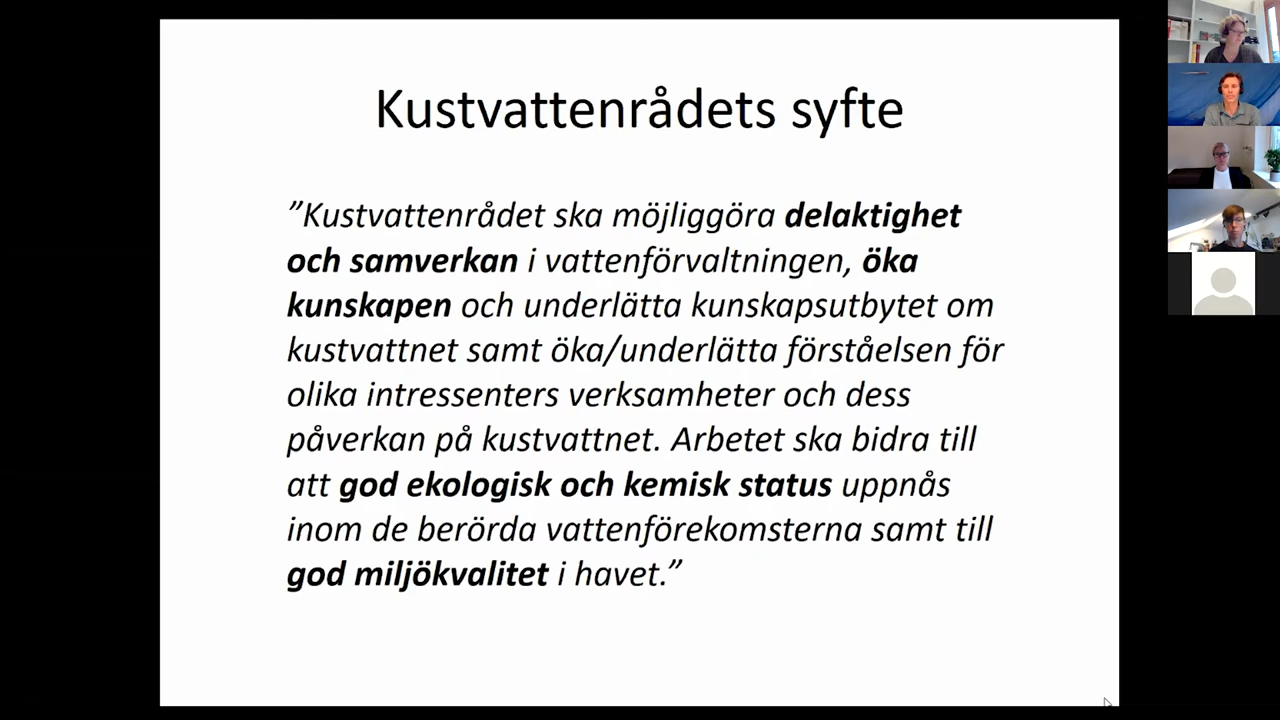 Kustvattenrådets syfte
”Kustvattenrådet ska möjliggöra delaktighet
och samverkan i vattenförvaltningen, öka
kunskapen och underlätta kunskapsutbytet om
kustvattnet samt öka/underlätta förståelsen för
olika intressenters verksamheter och dess
påverkan på kustvattnet. Arbetet ska bidra till
att god ekologisk och kemisk status uppnås
inom de berörda vattenförekomsterna samt till
god miljökvalitet i havet.”